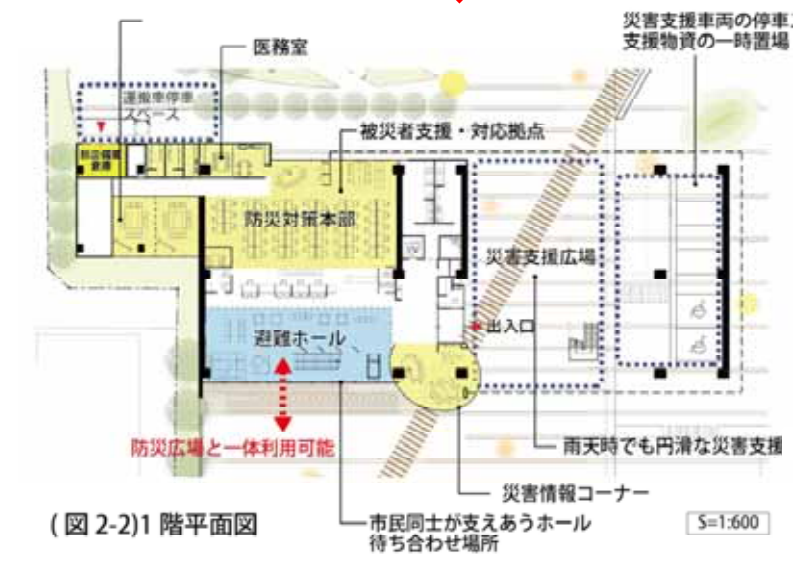 災害支援車両の停車
支援物資の一時置場
医務室
運搬車停車
スペース
被災者支援・対応拠点
防災備蓄
倉庫
防災対策本部
災害支援広場
避難ホール
出入口
防災広場と一体利用可能
雨天時でも円滑な災害支援
災害情報コーナー
(図 2-2)1 階平面図
市民同士が支えあうホール
待ち合わせ場所
S=1:600